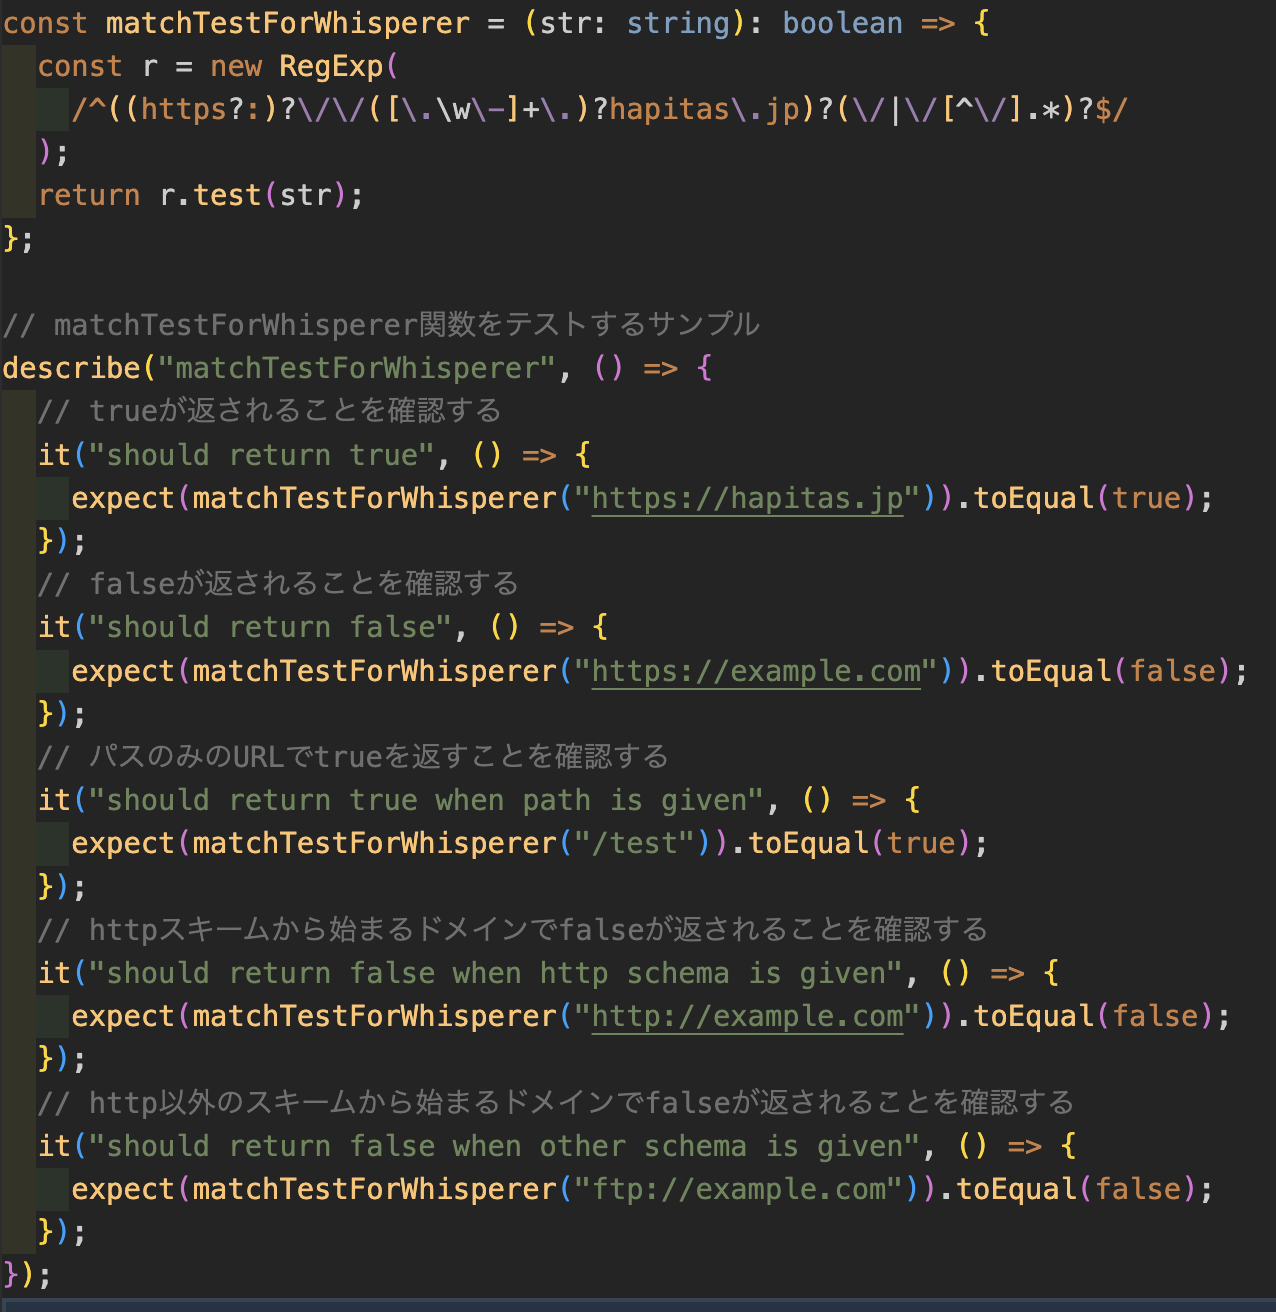 const matchTestForWhisperer = (str: string): boolean => {
  const r = new RegExp(
    /^((https?:)?\/\/([\.\w\-]+\.)?hapitas\.jp)?(\/|\/[^\/].*)?$/
  );
  return r.test(str);
};

// matchTestForWhisperer関数をテストするサンプル
describe("matchTestForWhisperer", () => {
  // trueが返されることを確認する
  it("should return true", () => {
    expect(matchTestForWhisperer("https://hapitas.jp")).toEqual(true);
  });
  // falseが返されることを確認する
  it("should return false", () => {
    expect(matchTestForWhisperer("https://example.com")).toEqual(false);
  });
  // パスのみのURLでtrueを返すことを確認する
  it("should return true when path is given", () => {
    expect(matchTestForWhisperer("/test")).toEqual(true);
  });
  // httpスキームから始まるドメインでfalseが返されることを確認する
  it("should return false when http schema is given", () => {
    expect(matchTestForWhisperer("http://example.com")).toEqual(false);
  });
  // http以外のスキームから始まるドメインでfalseが返されることを確認する
  it("should return false when other schema is given", () => {
    expect(matchTestForWhisperer("ftp://example.com")).toEqual(false);
  });
});